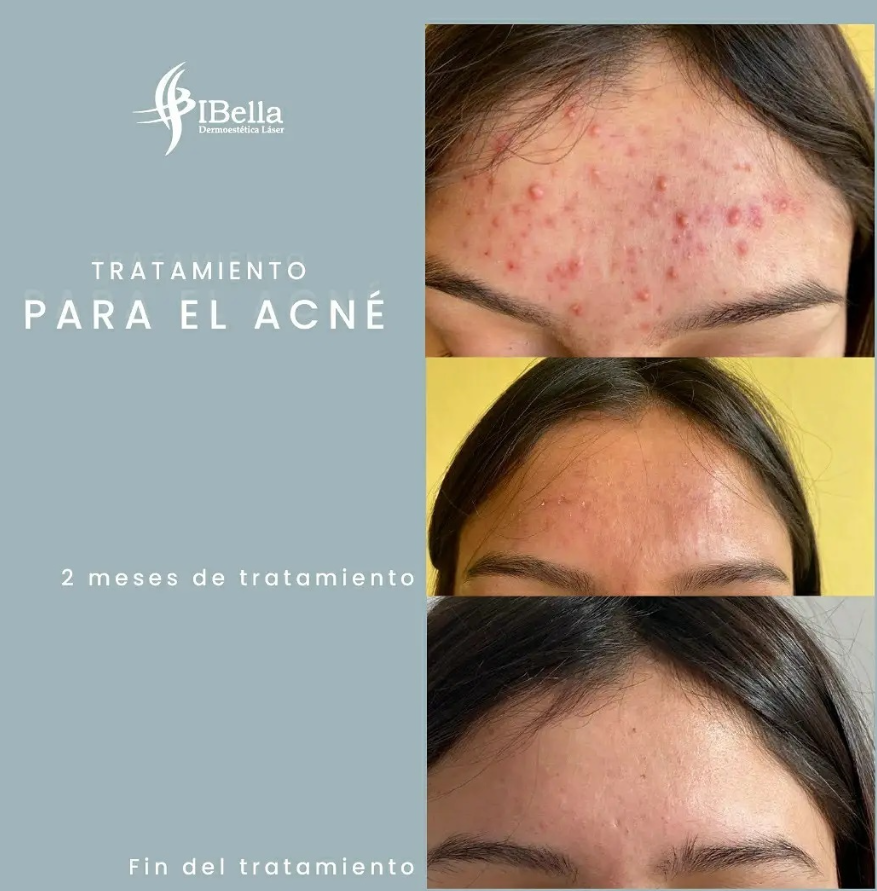 IBella
Dermoestética Láser
TRATAMIENTO
PARA EL ACNÉ
2 meses de tratamiento
Fin del tratamiento